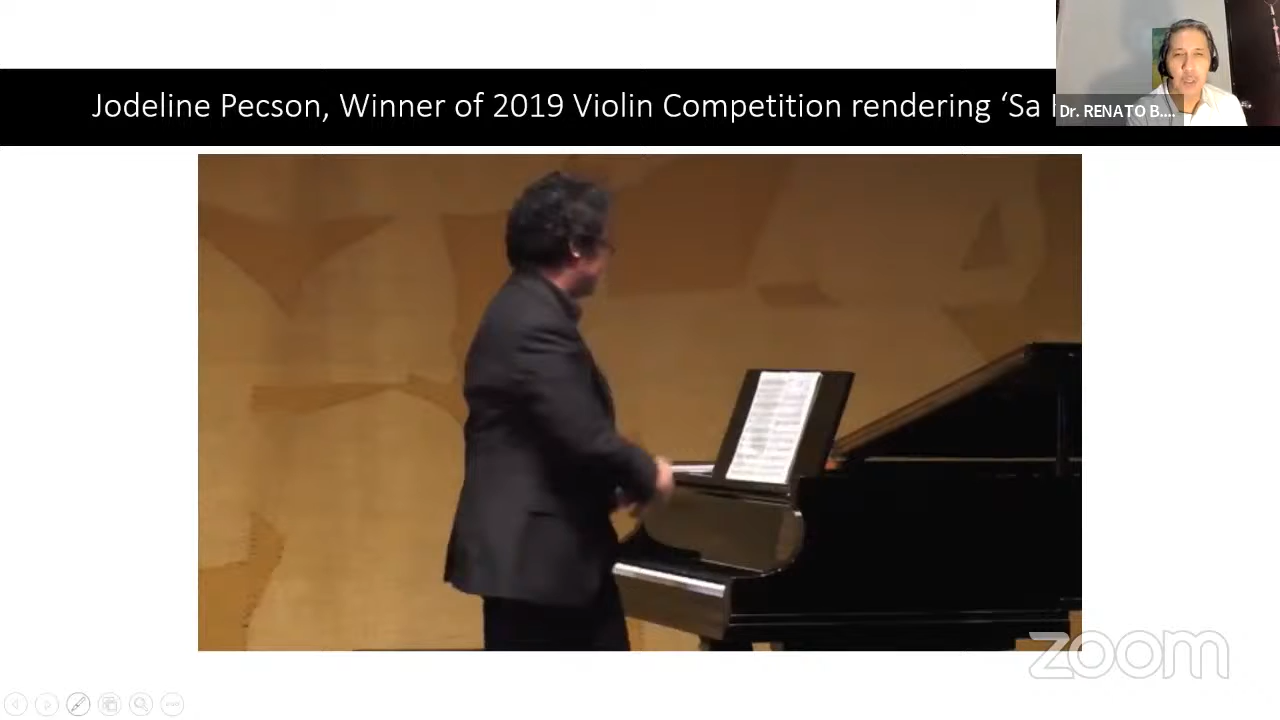 Jodeline Pecson, Winner of 2019 Violin Competition rendering ‘Sa
Dr. RENATO B....
zoom